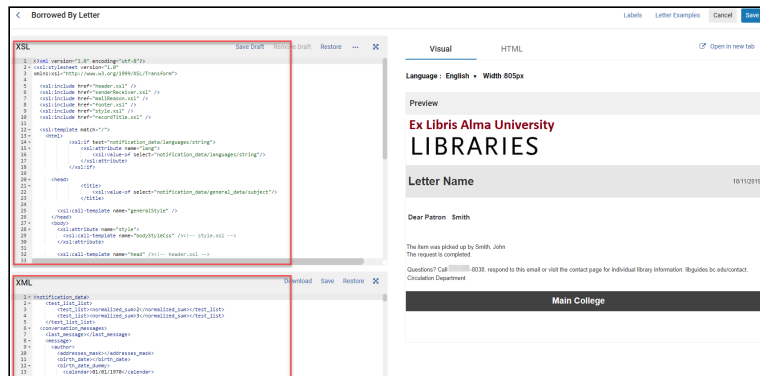 Borrowed By Letter
Labels
Letter Examples
Cancel
Save
XSL
Save Draft
Remove Draft
Restore
1 <?xml version="1.0" encoding="utf-8"?>
2 <xsl:stylesheet version="1.0"
3 xmlns:xsl="http://www.w3.org/1999/XSL/Transform">
4
5 <xsl:include href="header.xsl" />
6 <xsl:include href="senderReceiver.xsl" />
7 <xsl:include href="mailReason.xsl" />
8 <xsl:include href="footer.xsl" />
9 <xsl:include href="style.xsl" />
10 <xsl:include href="recordTitle.xsl" />
11
12 <xsl:template match="/">
13 <html>
14 <xsl:if test="notification_data/languages/string">
15 <xsl:attribute name="lang">
16 <xsl:value-of select="notification_data/languages/string"/>
17 </xsl:attribute>
18 </xsl:if>
19
20 <head>
21 <title>
22 <xsl:value-of select="notification_data/general_data/subject"/>
23 </title>
24
25 <xsl:call-template name="generalStyle" />
26 </head>
27 <body>
28 <xsl:attribute name="style">
29 <xsl:call-template name="bodyStyleCss" /><!-- style.xsl -->
30 </xsl:attribute>
31
32 <xsl:call-template name="head" /><!-- header.xsl -->
33
XML
Download
Save
Restore
1 <notification_data>
2 <test_list_list>
3 <test_list><normalized_sum>2</normalized_sum></test_list>
4 <test_list><normalized_sum>3</normalized_sum></test_list>
5 </test_list_list>
6 <conversation_messages>
7 <last_message></last_message>
8 <message>
9 <author>
10 <addresses_mask></addresses_mask>
11 <birth_date></birth_date>
12 <birth_date_dummy>
13 <calendar>01/01/1970</calendar>
Visual
HTML
Open in new tab
Language : English Width 805px
Preview
Ex Libris Alma University
LIBRARIES
Letter Name
18/11/2019
Dear Patron Smith
The item was picked up by Smith, John
The request is completed
Questions? Call -8038, respond to this email or visit the contact page for individual library information: libguides.bc.edu/contact.
Circulation Department
Main College